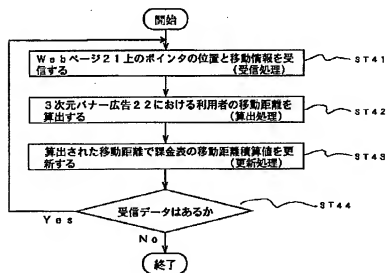 開始
Webページ21上のポインタの位置と移動情報を受
信する (受信処理)
ST41
3次元バナー広告22における利用者の移動距離を
算出する (算出処理)
ST42
算出された移動距離で課金表の移動距離積算値を更
新する (更新処理)
ST43
受信データはあるか
ST44
Yes
No
終了